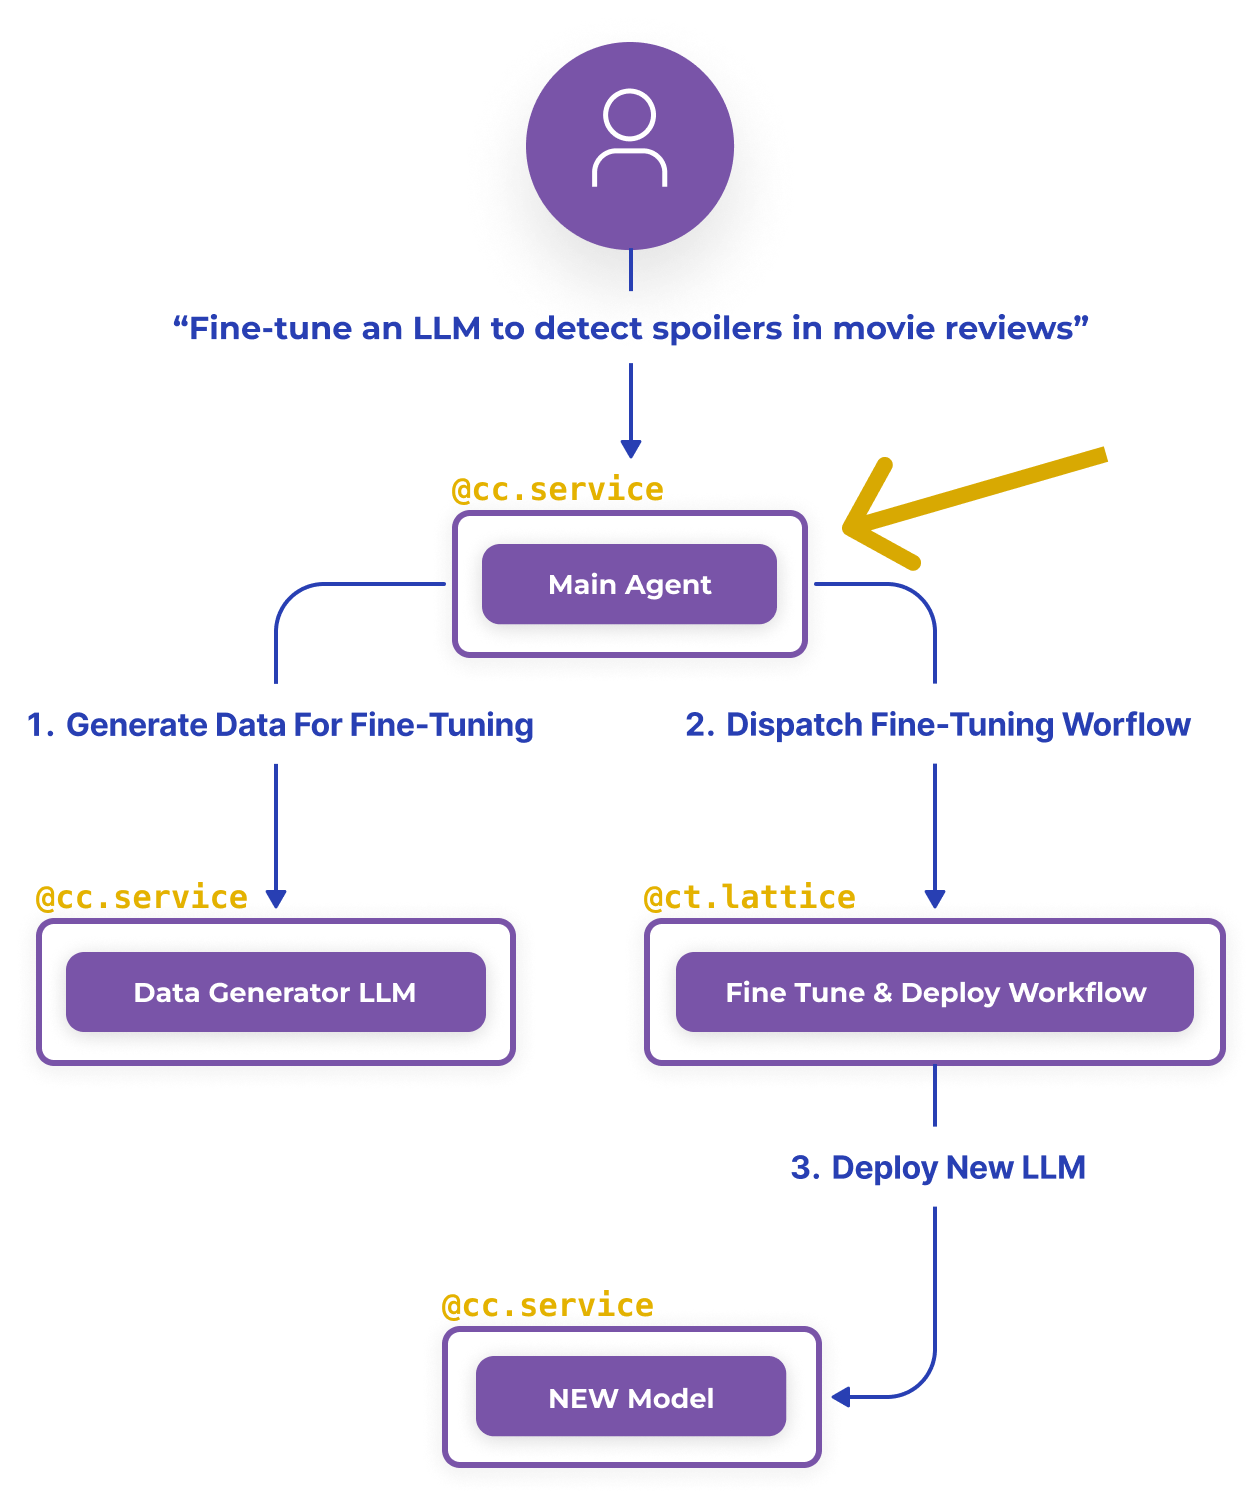 “Fine-tune an LLM to detect spoilers in movie reviews”
@cc.service
Main Agent
1. Generate Data For Fine-Tuning
2. Dispatch Fine-Tuning Worflow
@cc.service
@ct.lattice
Data Generator LLM
Fine Tune & Deploy Workflow
3. Deploy New LLM
@cc.service
NEW Model